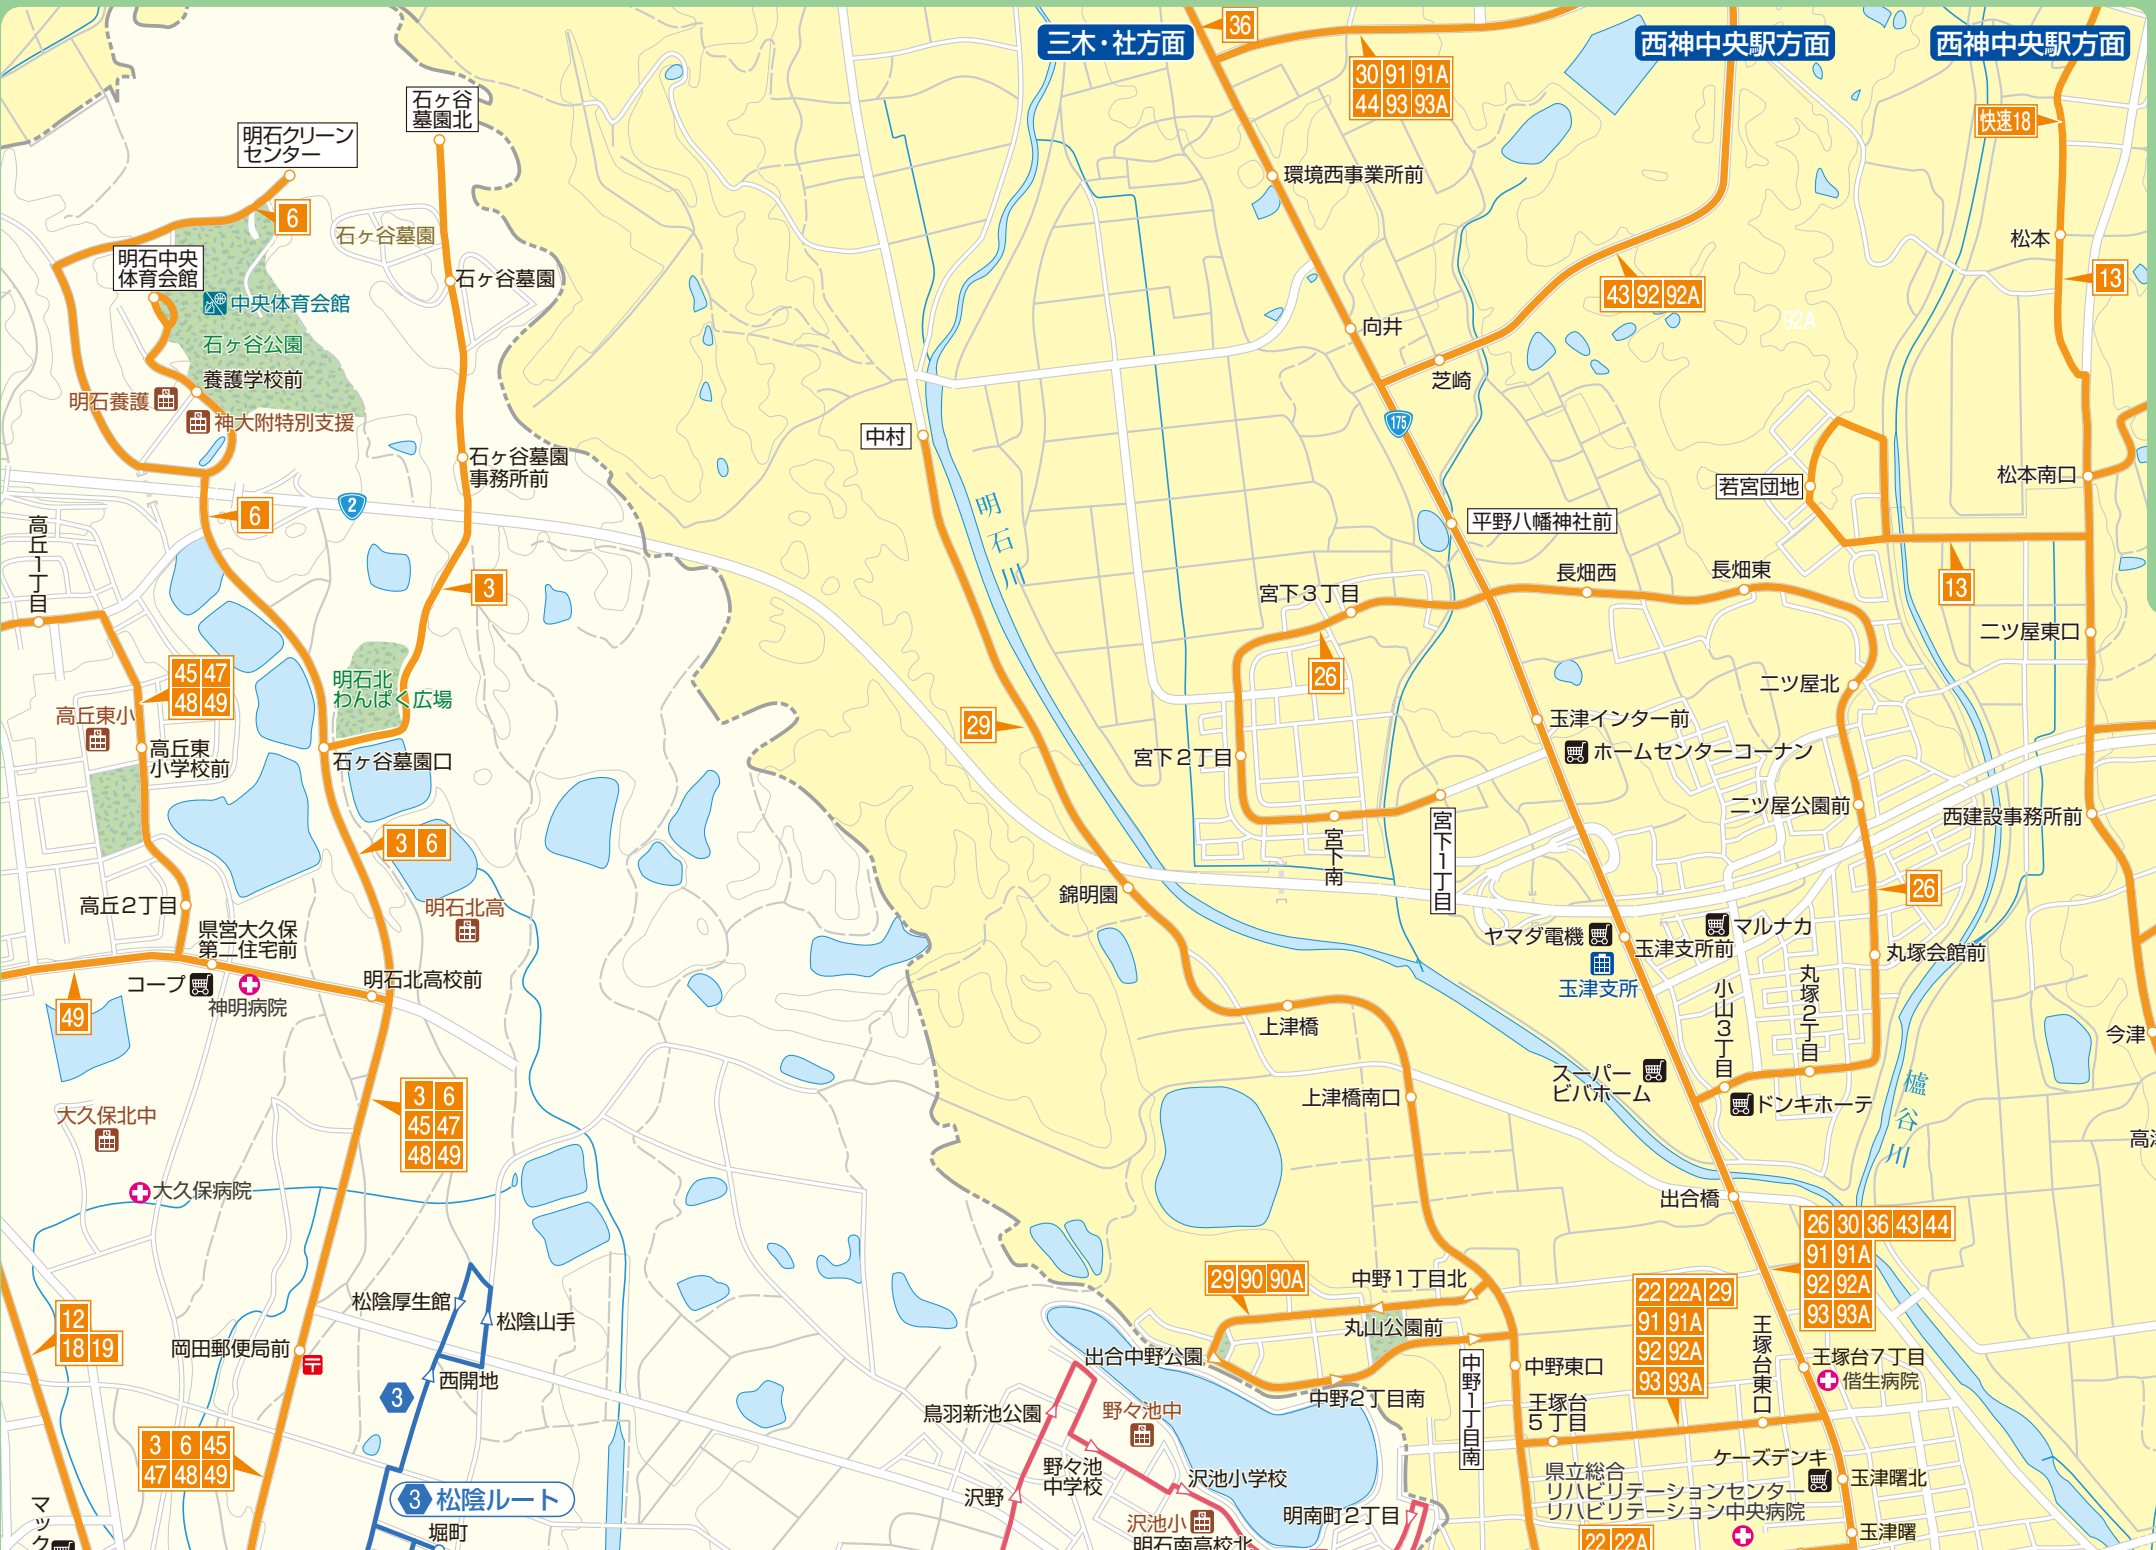 三木・社方面
西神中央駅方面
西神中央駅方面
36
30 91 91A
44 93 93A
快速18
石ヶ谷
墓園北
明石クリーン
センター
環境西事業所前
6
石ヶ谷墓園
松本
明石中央
体育会館
石ヶ谷墓園
13
中央体育会館
43 92 92A
92A
向井
石ヶ谷公園
養護学校前
芝崎
明石養護
神大附特別支援
175
中村
石ヶ谷墓園
事務所前
松本南口
若宮団地
2
明石川
6
平野八幡神社前
高丘1丁目
3
長畑西
長畑東
13
宮下3丁目
二ツ屋東口
45 47
48 49
26
明石北
わんぱく広場
二ツ屋北
高丘東小
29
玉津インター前
高丘東
小学校前
石ヶ谷墓園口
宮下2丁目
ホームセンターコーナン
二ツ屋公園前
西建設事務所前
3 6
宮下南
宮下1丁目
26
錦明園
高丘2丁目
明石北高
県営大久保
第二住宅前
マルナカ
ヤマダ電機
玉津支所前
丸塚会館前
コープ
明石北高校前
神明病院
玉津支所
小山3丁目
丸塚2丁目
49
上津橋
今津
スーパー
ビバホーム
上津橋南口
ドンキホーテ
櫨谷川
3 6
45 47
48 49
大久保北中
大久保病院
出合橋
26 30 36 43 44
91 91A
92 92A
93 93A
29 90 90A
中野1丁目北
22 22A 29
91 91A
92 92A
93 93A
松陰厚生館
松陰山手
12
18 19
丸山公園前
王塚台東口
岡田郵便局前
出合中野公園
中野1丁目南
中野東口
王塚台7丁目
偕生病院
西開地
3
中野2丁目南
王塚台
5丁目
鳥羽新池公園
野々池中
3 6 45
47 48 49
ケーズデンキ
野々池
中学校
沢池小学校
県立総合
リハビリテーションセンター
リハビリテーション中央病院
玉津曙北
3 松陰ルート
沢野
明南町2丁目
マック
堀町
沢池小
明石南高校北
玉津曙
22 22A